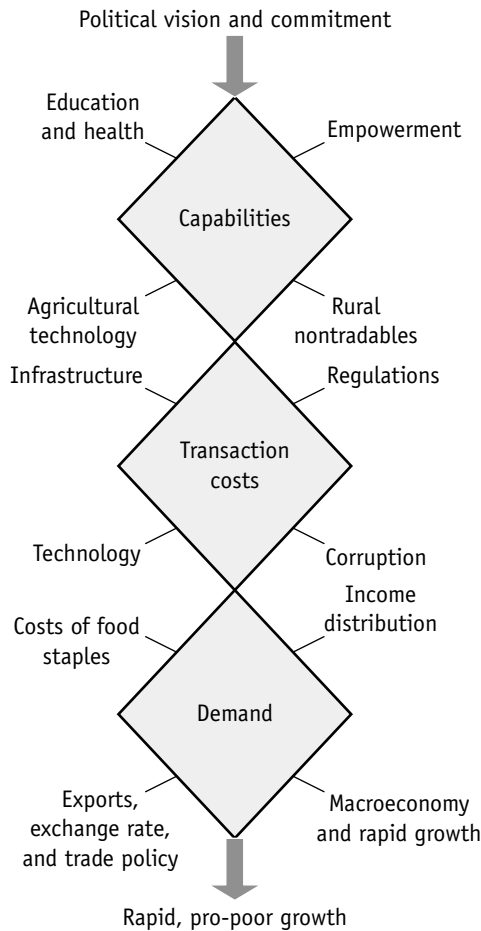 Political vision and commitment
Education
and health
Empowerment
Capabilities
Agricultural
technology
Rural
nontradables
Infrastructure
Regulations
Transaction
costs
Technology
Corruption
Costs of food
staples
Income
distribution
Demand
Exports,
exchange rate,
and trade policy
Macroeconomy
and rapid growth
Rapid, pro-poor growth